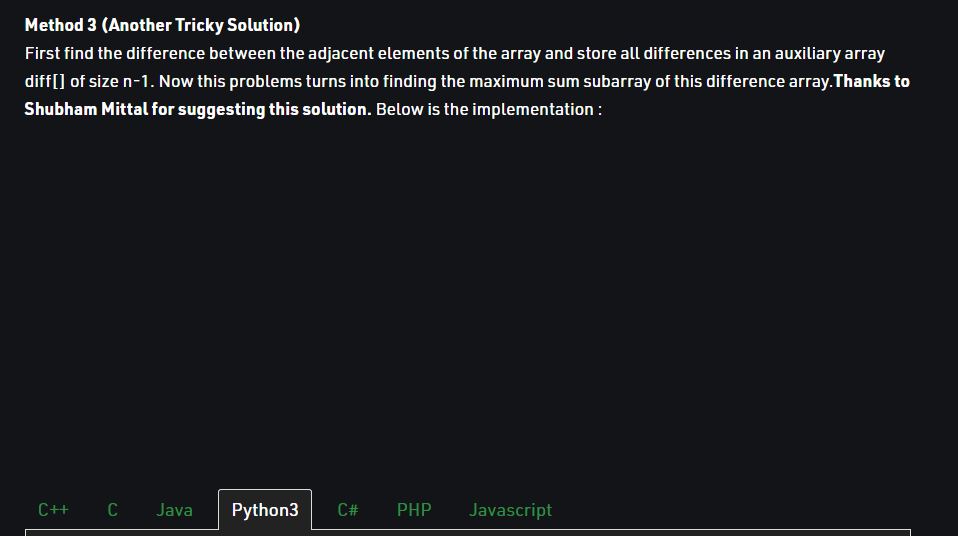 Method 3 (Another Tricky Solution)
First find the difference between the adjacent elements of the array and store all differences in an auxiliary array
diff[] of size n-1. Now this problems turns into finding the maximum sum subarray of this difference array.Thanks to
Shubham Mittal for suggesting this solution. Below is the implementation :
C++ C Java Python3 C# PHP Javascript